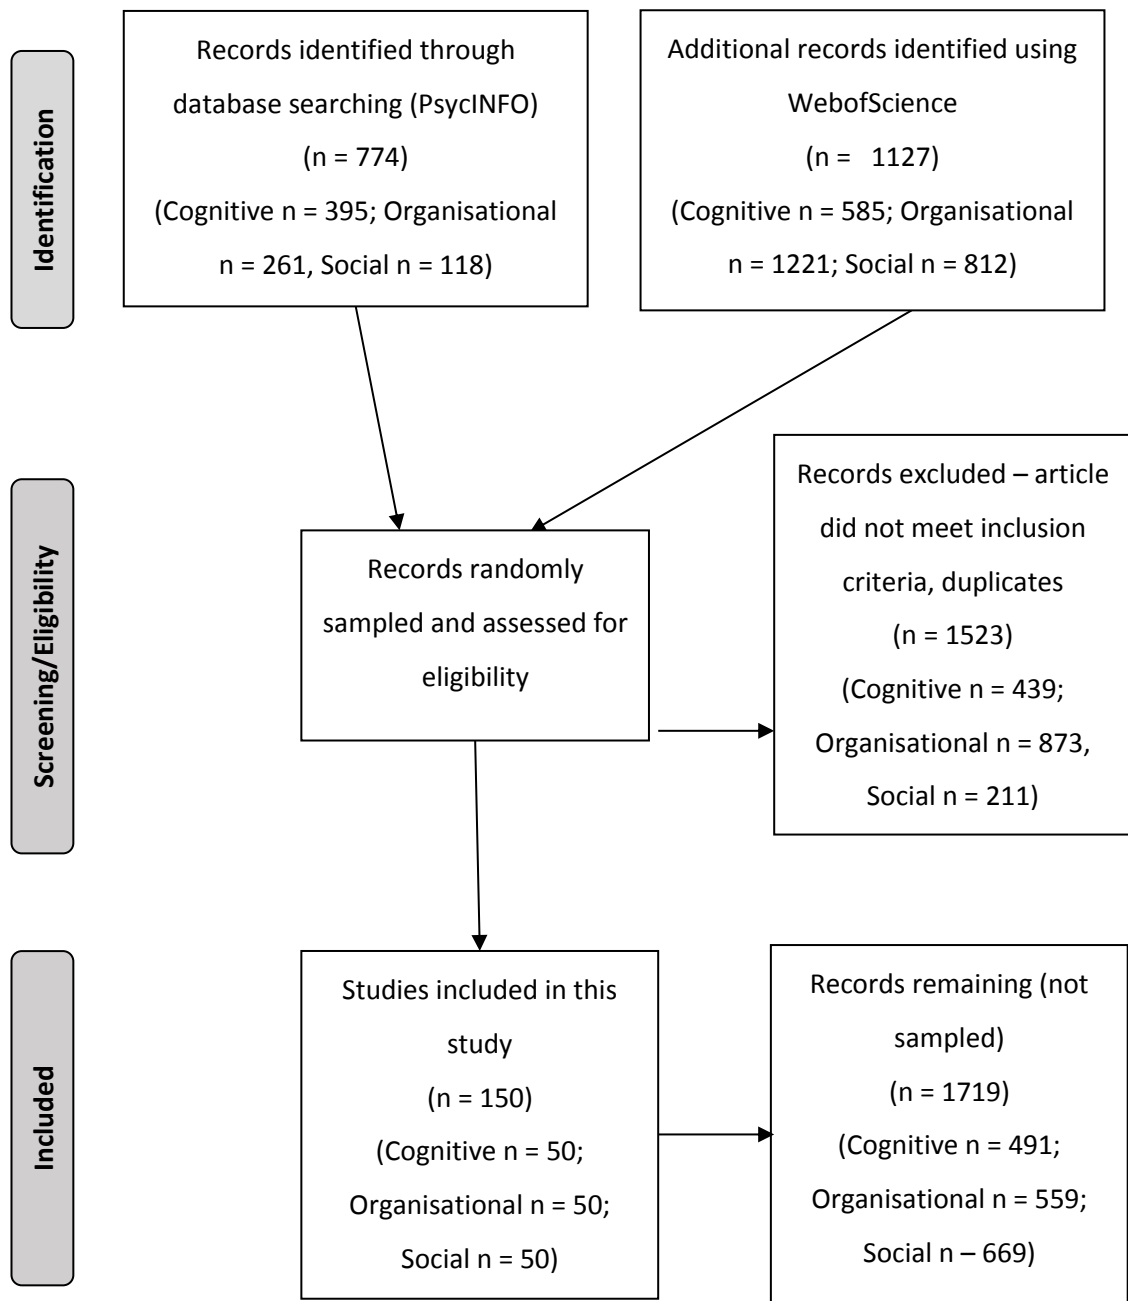 Identification
Records identified through
database searching (PsycINFO)
(n = 774)
(Cognitive n = 395; Organisational
n = 261, Social n = 118)
Additional records identified using
WebofScience
(n =   1127)
(Cognitive n = 585; Organisational
n = 1221; Social n = 812)
Screening/Eligibility
Records randomly
sampled and assessed for
eligibility
Records excluded – article
did not meet inclusion
criteria, duplicates
(n = 1523)
(Cognitive n = 439;
Organisational n = 873,
Social n = 211)
Included
Studies included in this
study
(n = 150)
(Cognitive n = 50;
Organisational n = 50;
Social n = 50)
Records remaining (not
sampled)
(n = 1719)
(Cognitive n = 491;
Organisational n = 559;
Social n – 669)